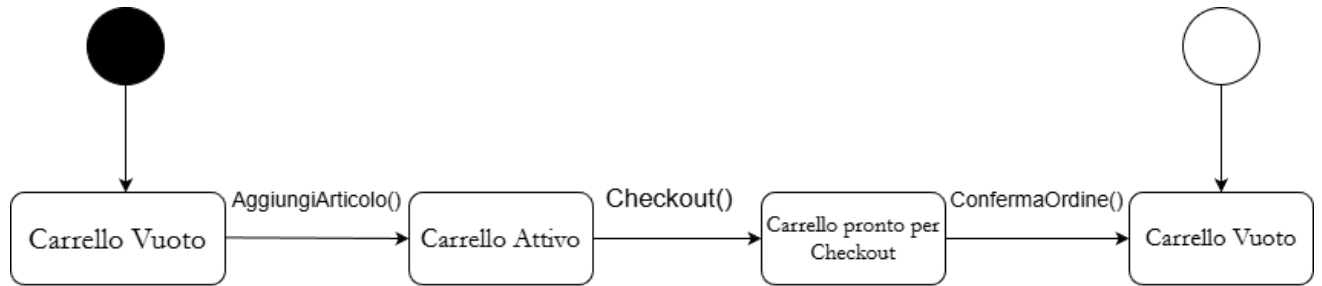 AggiungiArticolo()
Checkout()
ConfermaOrdine()
Carrello Vuoto
Carrello Attivo
Carrello pronto per
Checkout
Carrello Vuoto